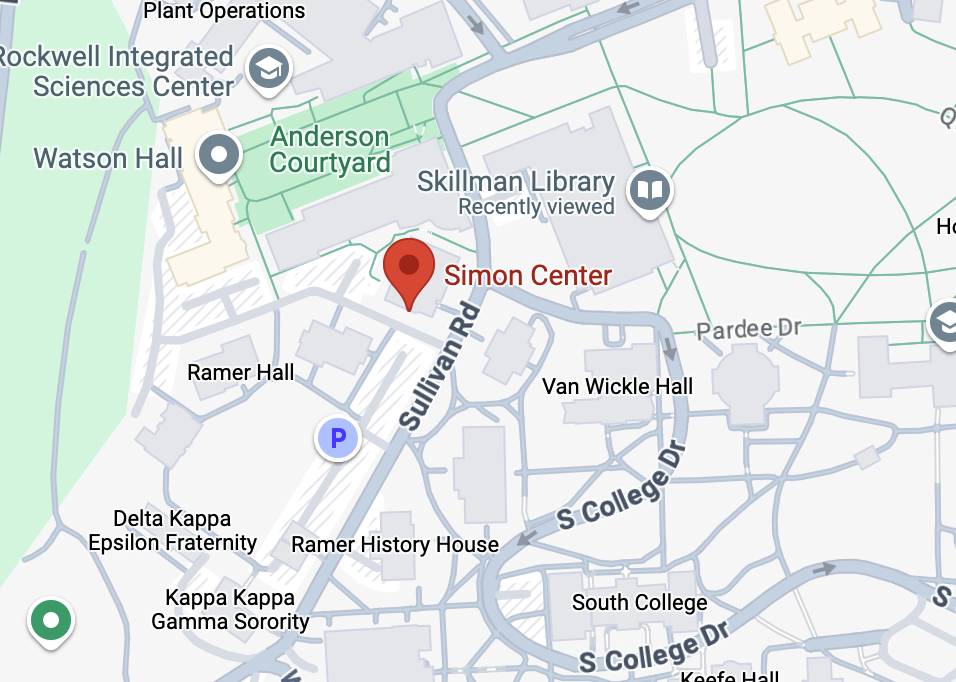 Plant Operations
Rockwell Integrated
Sciences Center
Watson Hall
Anderson
Courtyard
Skillman Library
Recently viewed
Simon Center
Pardee Dr
Sullivan Rd
Ramer Hall
Van Wickle Hall
P
S College Dr
Delta Kappa
Epsilon Fraternity
Ramer History House
Kappa Kappa
Gamma Sorority
South College
S College Dr
S
Keefe Hall